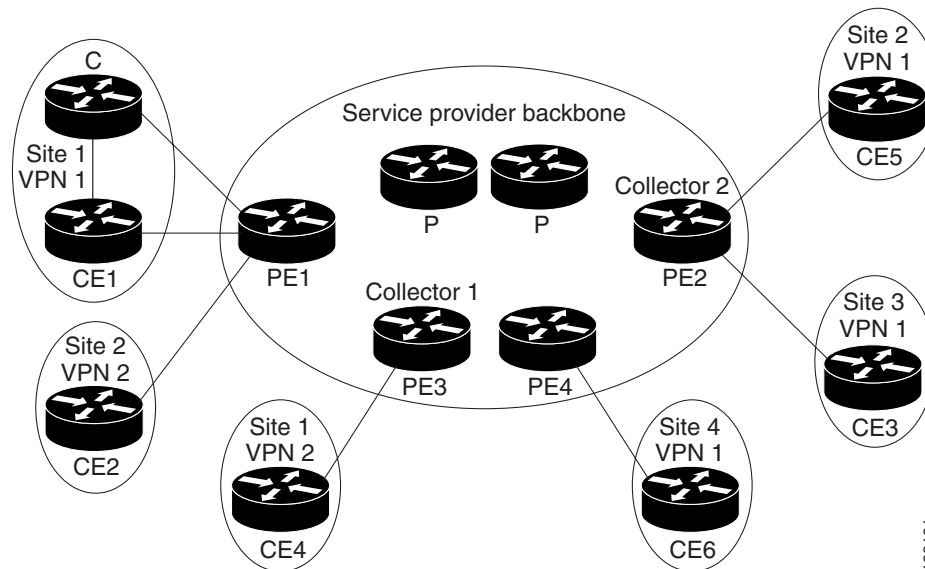 C
Site 1
VPN 1
CE1
Service provider backbone
P
P
PE1
Collector 2
PE2
Site 2
VPN 1
CE5
Collector 1
PE3
PE4
Site 3
VPN 1
CE3
Site 2
VPN 2
CE2
Site 1
VPN 2
CE4
Site 4
VPN 1
CE6